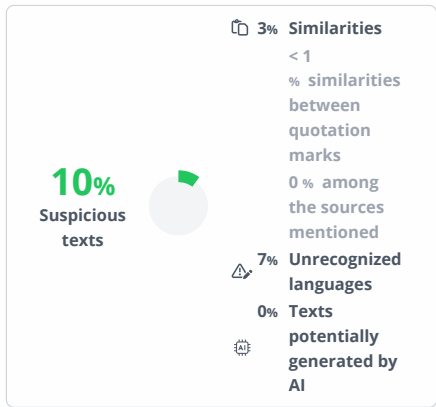 10%
Suspicious
texts
3% Similarities
< 1
% similarities
between
quotation
marks
0 % among
the sources
mentioned
7% Unrecognized
languages
0% Texts
potentially
generated by
AI
AI